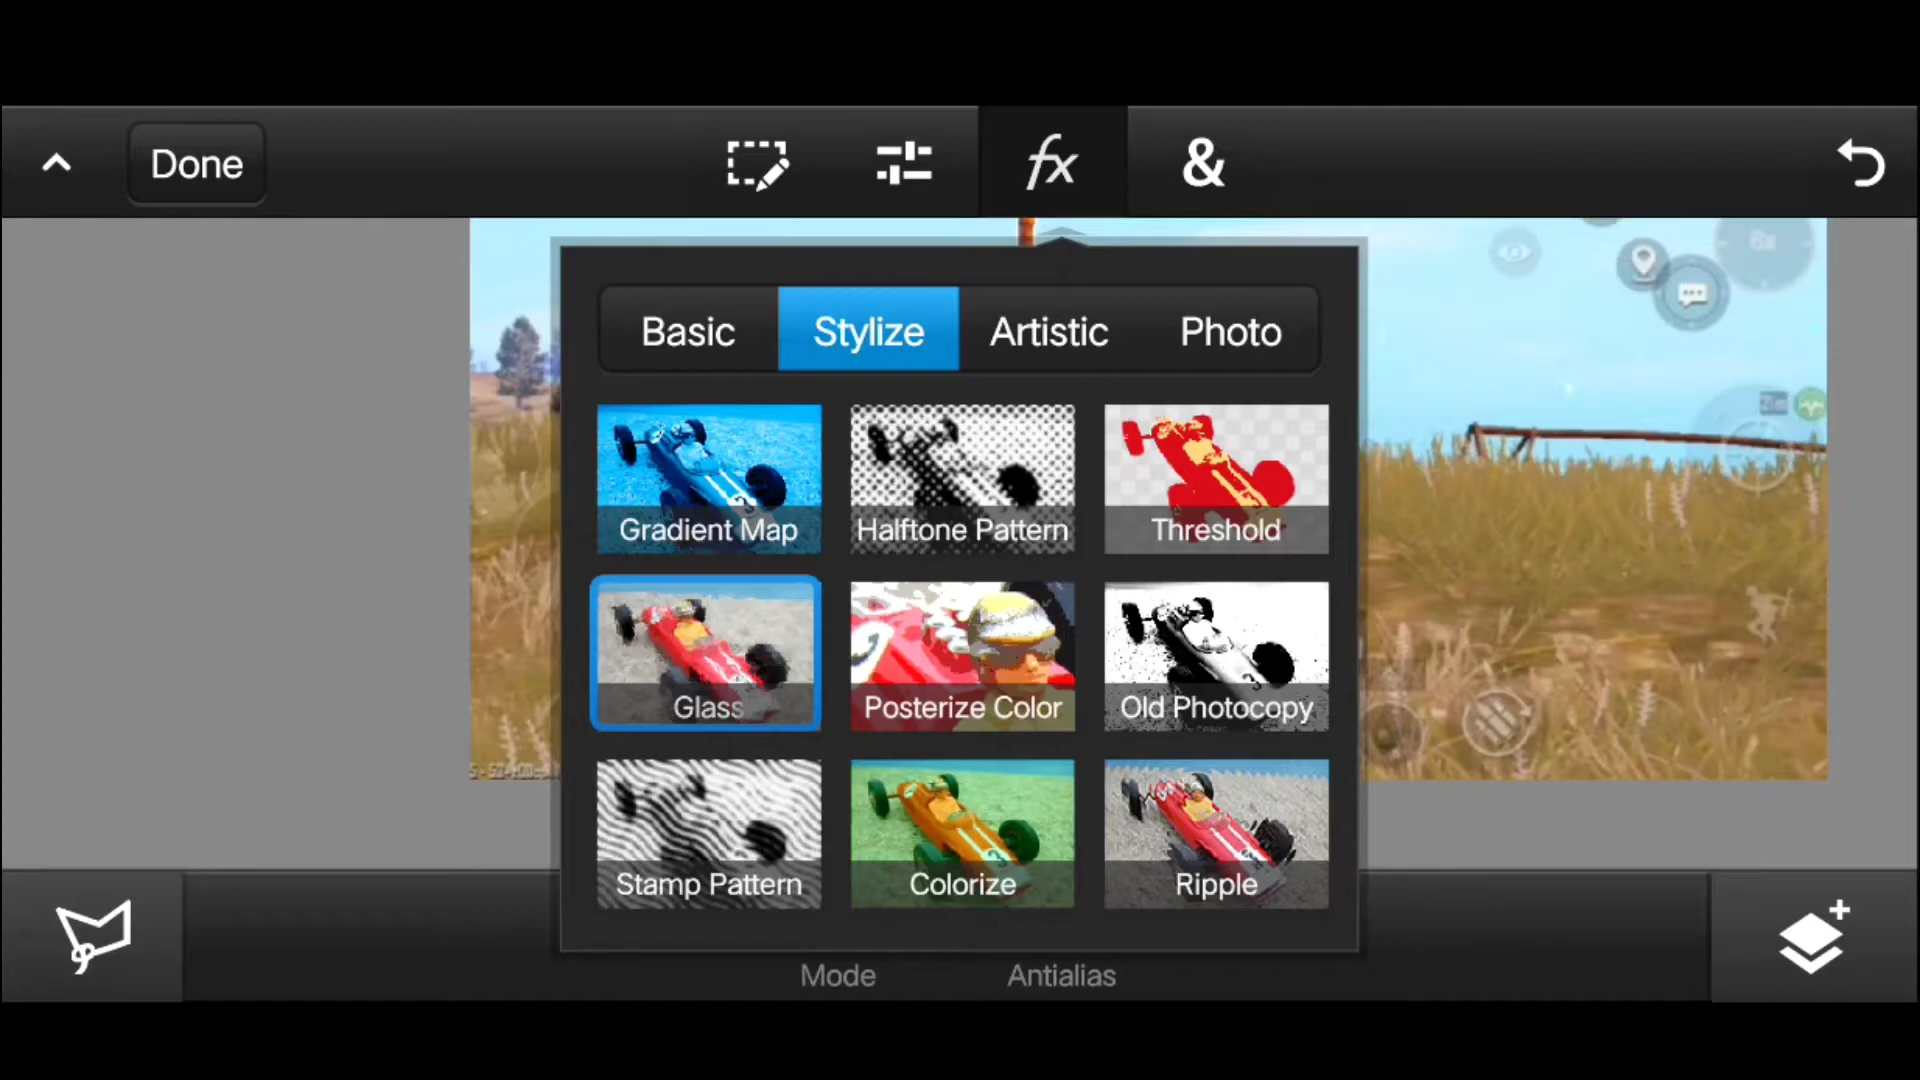 Done
fx
&
Basic
Stylize
Artistic
Photo
Gradient Map
Halftone Pattern
Threshold
Glass
Posterize Color
Old Photocopy
Stamp Pattern
Colorize
Ripple
Mode
Antialias